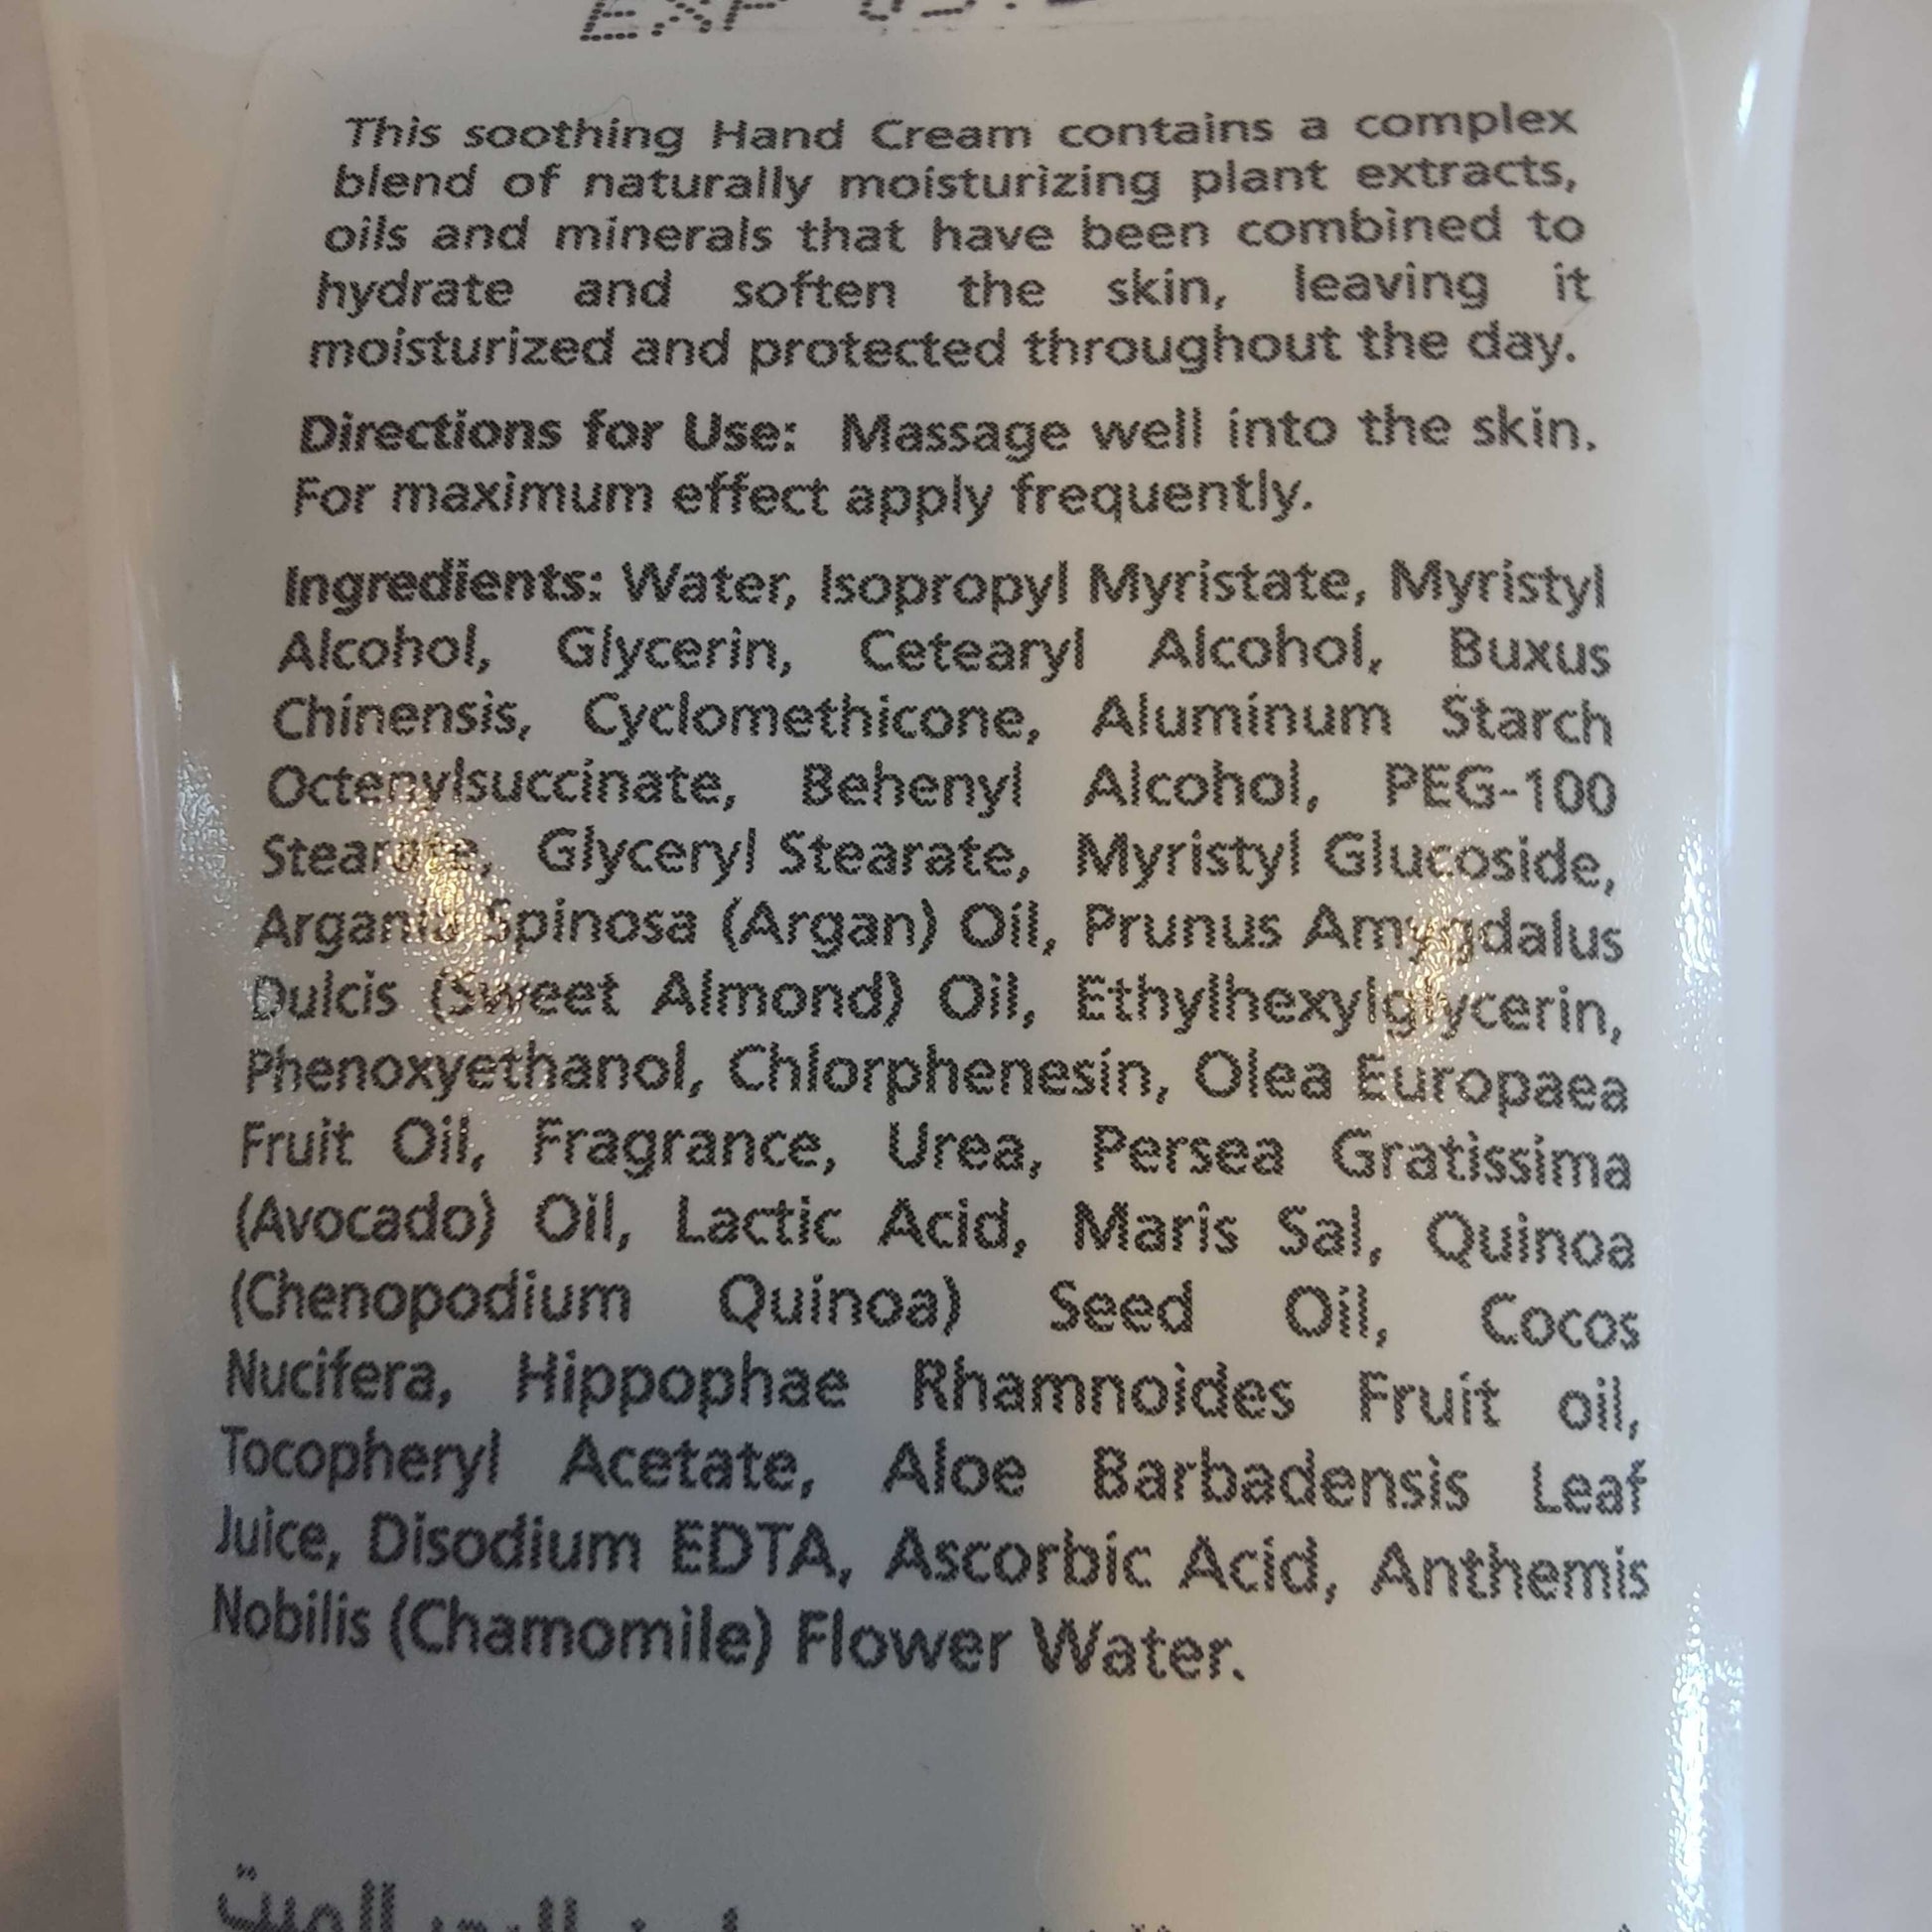 EXP
This soothing Hand Cream contains a complex
blend of naturally moisturizing plant extracts,
oils and minerals that have been combined to
hydrate and soften the skin, leaving it
moisturized and protected throughout the day.
Directions for Use: Massage well into the skin.
For maximum effect apply frequently.
Ingredients: Water, Isopropyl Myristate, Myristyl
Alcohol, Glycerin, Cetearyl Alcohol, Buxus
Chinensis, Cyclomethicone, Aluminum Starch
Octenylsuccinate, Behenyl Alcohol, PEG-100
Stearate, Glyceryl Stearate, Myristyl Glucoside,
Argania Spinosa (Argan) Oil, Prunus Amygdalus
Dulcis (Sweet Almond) Oil, Ethylhexylglycerin,
Phenoxyethanol, Chlorphenesin, Olea Europaea
Fruit Oil, Fragrance, Urea, Persea Gratissima
(Avocado) Oil, Lactic Acid, Maris Sal, Quinoa
(Chenopodium Quinoa) Seed Oil, Cocos
Nucifera, Hippophae Rhamnoides Fruit oil,
Tocopheryl Acetate, Aloe Barbadensis Leaf
Juice, Disodium EDTA, Ascorbic Acid, Anthemis
Nobilis (Chamomile) Flower Water.